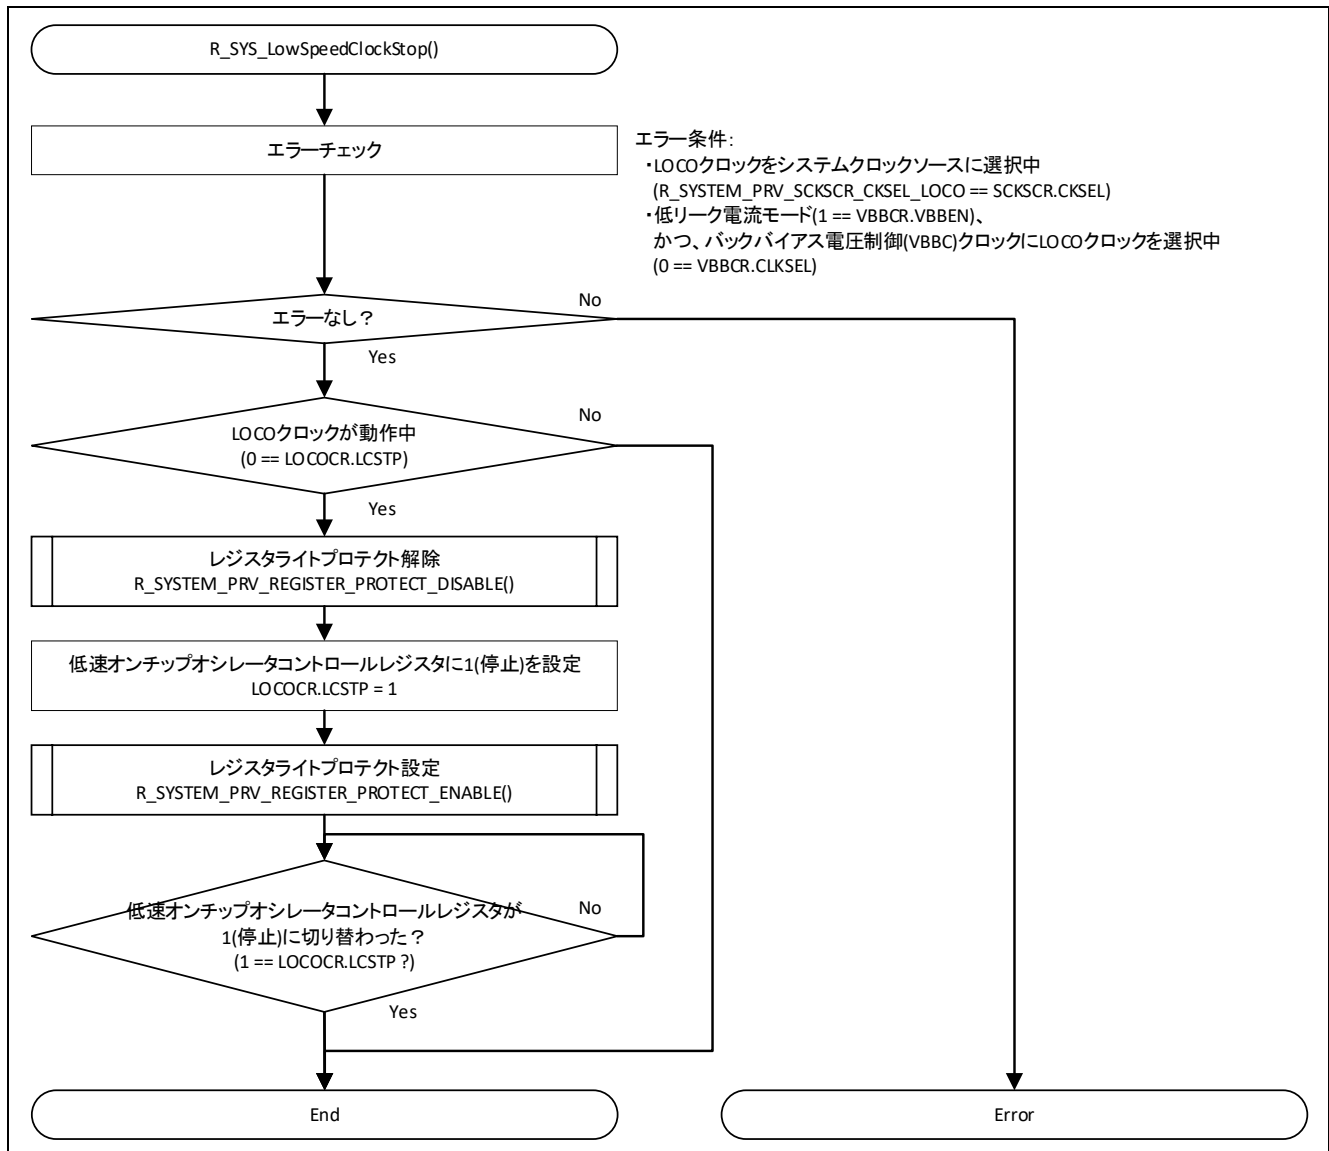 R_SYS_LowSpeedClockStop()
エラーチェック
エラー条件:
・LOCOクロックをシステムクロックソースに選択中
(R_SYSTEM_PRV_SCKSCR_CKSEL_LOCO == SCKSCR.CKSEL)
・低リーク電流モード(1 == VBBCR.VBBEN)、
かつ、バックバイアス電圧制御(VBBC)クロックにLOCOクロックを選択中
(0 == VBBCR.CLKSEL)
エラーなし？
No
Yes
LOCOクロックが動作中
(0 == LOCOCR.LCSTP)
No
Yes
レジスタライトプロテクト解除
R_SYSTEM_PRV_REGISTER_PROTECT_DISABLE()
低速オンチップオシレータコントロールレジスタに1(停止)を設定
LOCOCR.LCSTP = 1
レジスタライトプロテクト設定
R_SYSTEM_PRV_REGISTER_PROTECT_ENABLE()
低速オンチップオシレータコントロールレジスタが
1(停止)に切り替わった？
(1 == LOCOCR.LCSTP ?)
No
Yes
End
Error